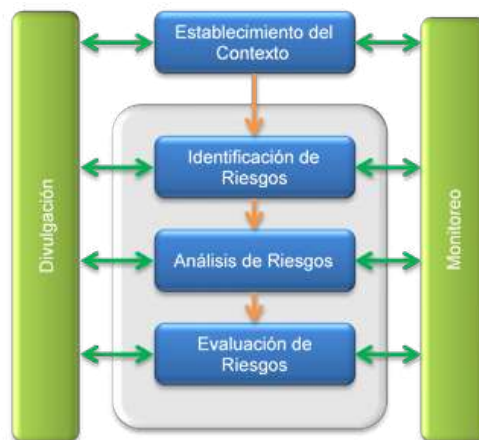 Establecimiento del
Contexto
Identificación de
Riesgos
Análisis de Riesgos
Evaluación de
Riesgos
Divulgación
Monitoreo